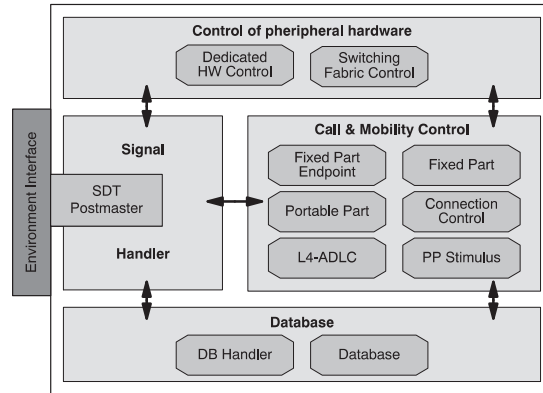 Control of pheripheral hardware
Dedicated
HW Control
Switching
Fabric Control
Environment Interface
Signal
SDT
Postmaster
Handler
Call & Mobility Control
Fixed Part
Endpoint
Fixed Part
Portable Part
Connection
Control
L4-ADLC
PP Stimulus
Database
DB Handler
Database